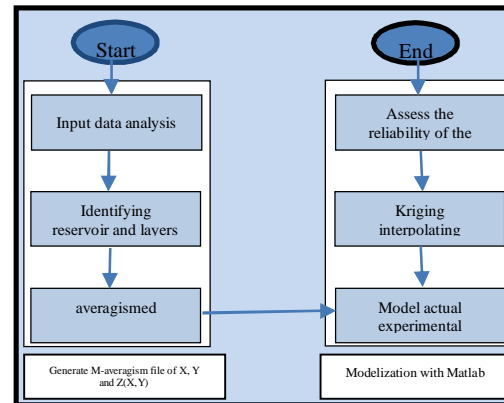 Start
Input data analysis
Identifying
reservoir and layers
averagismed
Generate M-averagism file of X, Y
and Z(X,Y)
End
Assess the
reliability of the
Kriging
interpolating
Model actual
experimental
Modelization with Matlab